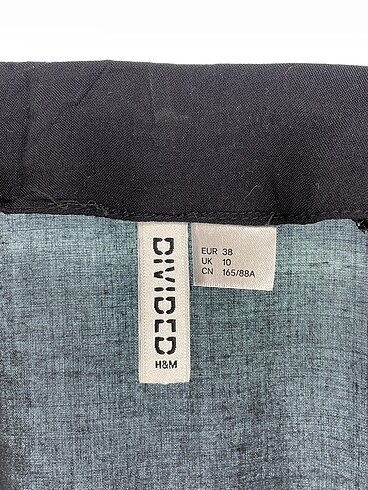 DIVIDED
H&M
EUR 38
UK 10
CN 165/88A